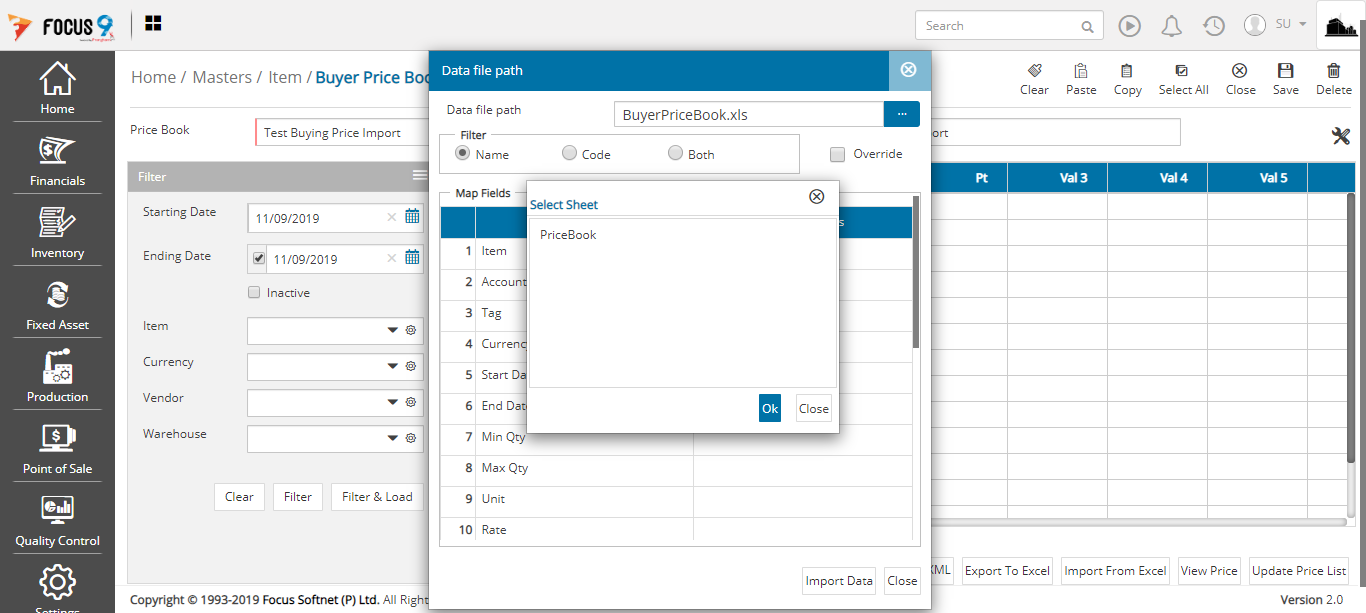 FOCUS 9
Search
SU
Home
Financials
Inventory
Fixed Asset
Production
Point of Sale
Quality Control
Settings
Home / Masters / Item / Buyer Price Boo
Clear
Paste
Copy
Select All
Close
Save
Delete
Price Book
Test Buying Price Import
ort
Filter
Starting Date
11/09/2019
Ending Date
11/09/2019
Inactive
Item
Currency
Vendor
Warehouse
Clear
Filter
Filter & Load
Data file path
Data file path
BuyerPriceBook.xls
...
Filter
Name
Code
Both
Override
Map Fields
s
1 Item
2 Account
3 Tag
4 Currenc
5 Start Da
6 End Dat
7 Min Qty
8 Max Qty
9 Unit
10 Rate
Select Sheet
PriceBook
Ok
Close
Import Data
Close
Pt
Val 3
Val 4
Val 5
XML
Export To Excel
Import From Excel
View Price
Update Price List
Copyright © 1993-2019 Focus Softnet (P) Ltd. All Right
Version 2.0